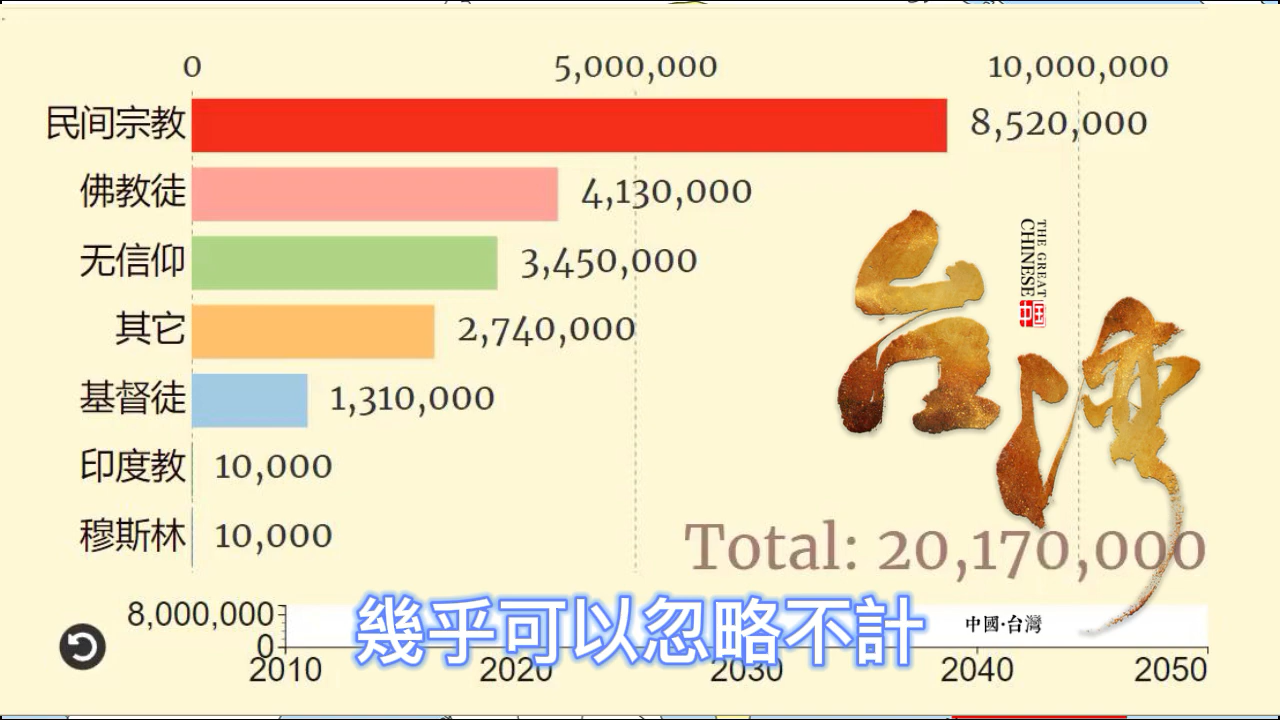 0 5,000,000 10,000,000
民间宗教 8,520,000
佛教徒 4,130,000
无信仰 3,450,000
其它 2,740,000
基督徒 1,310,000
印度教 10,000
穆斯林 10,000
台灣
THE GREAT
CHINESE
中国
Total: 20,170,000
8,000,000
0
幾乎可以忽略不計
中國·台灣
2010 2020 2030 2040 2050